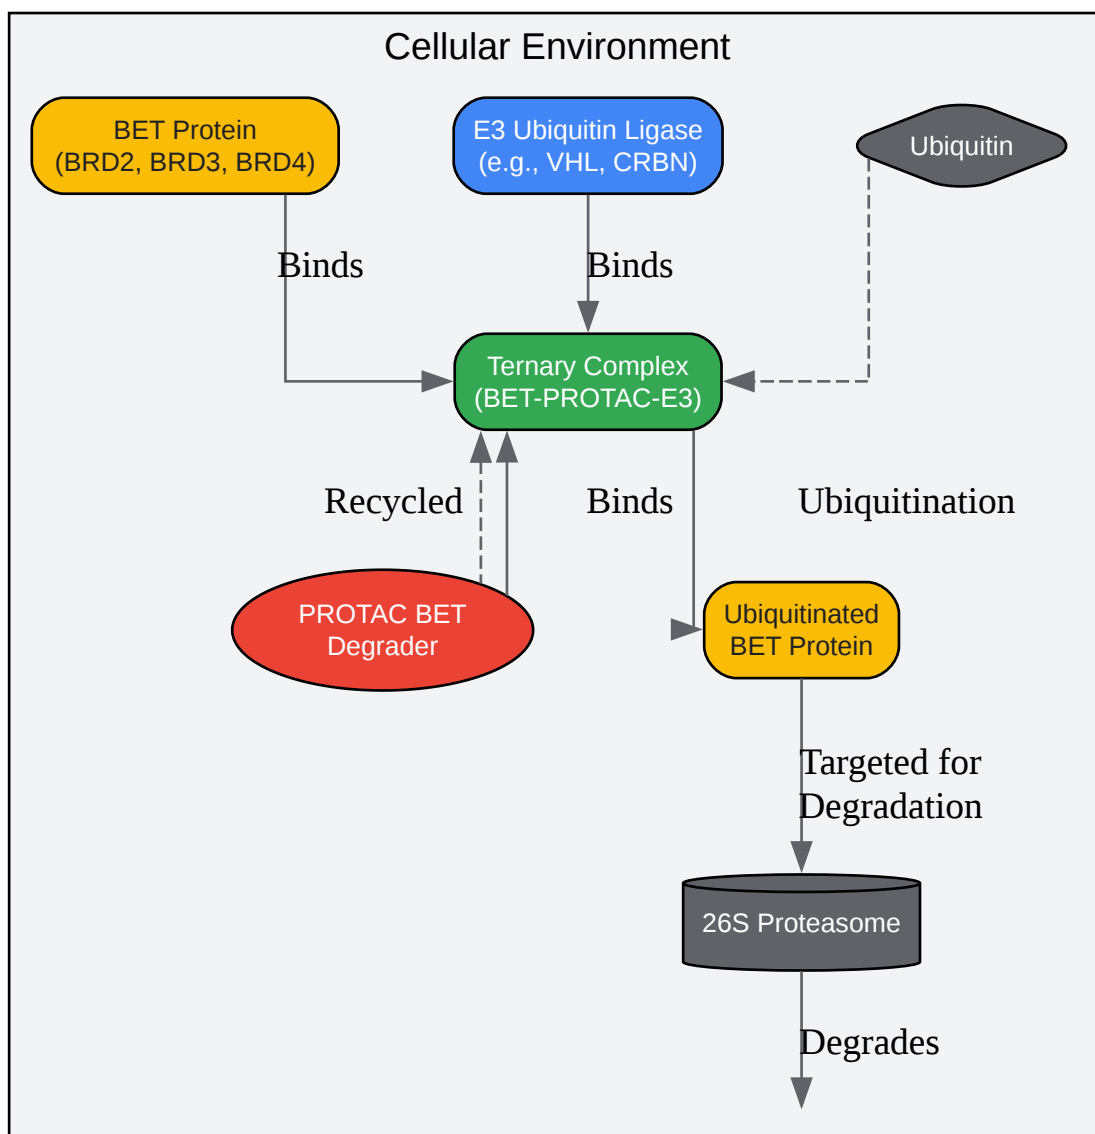 Cellular Environment
BET Protein
(BRD2, BRD3, BRD4)
E3 Ubiquitin Ligase
(e.g., VHL, CRBN)
Ubiquitin
Binds
Binds
Ternary Complex
(BET-PROTAC-E3)
Recycled
Binds
Ubiquitination
PROTAC BET
Degrader
Ubiquitinated
BET Protein
Targeted for
Degradation
26S Proteasome
Degrades